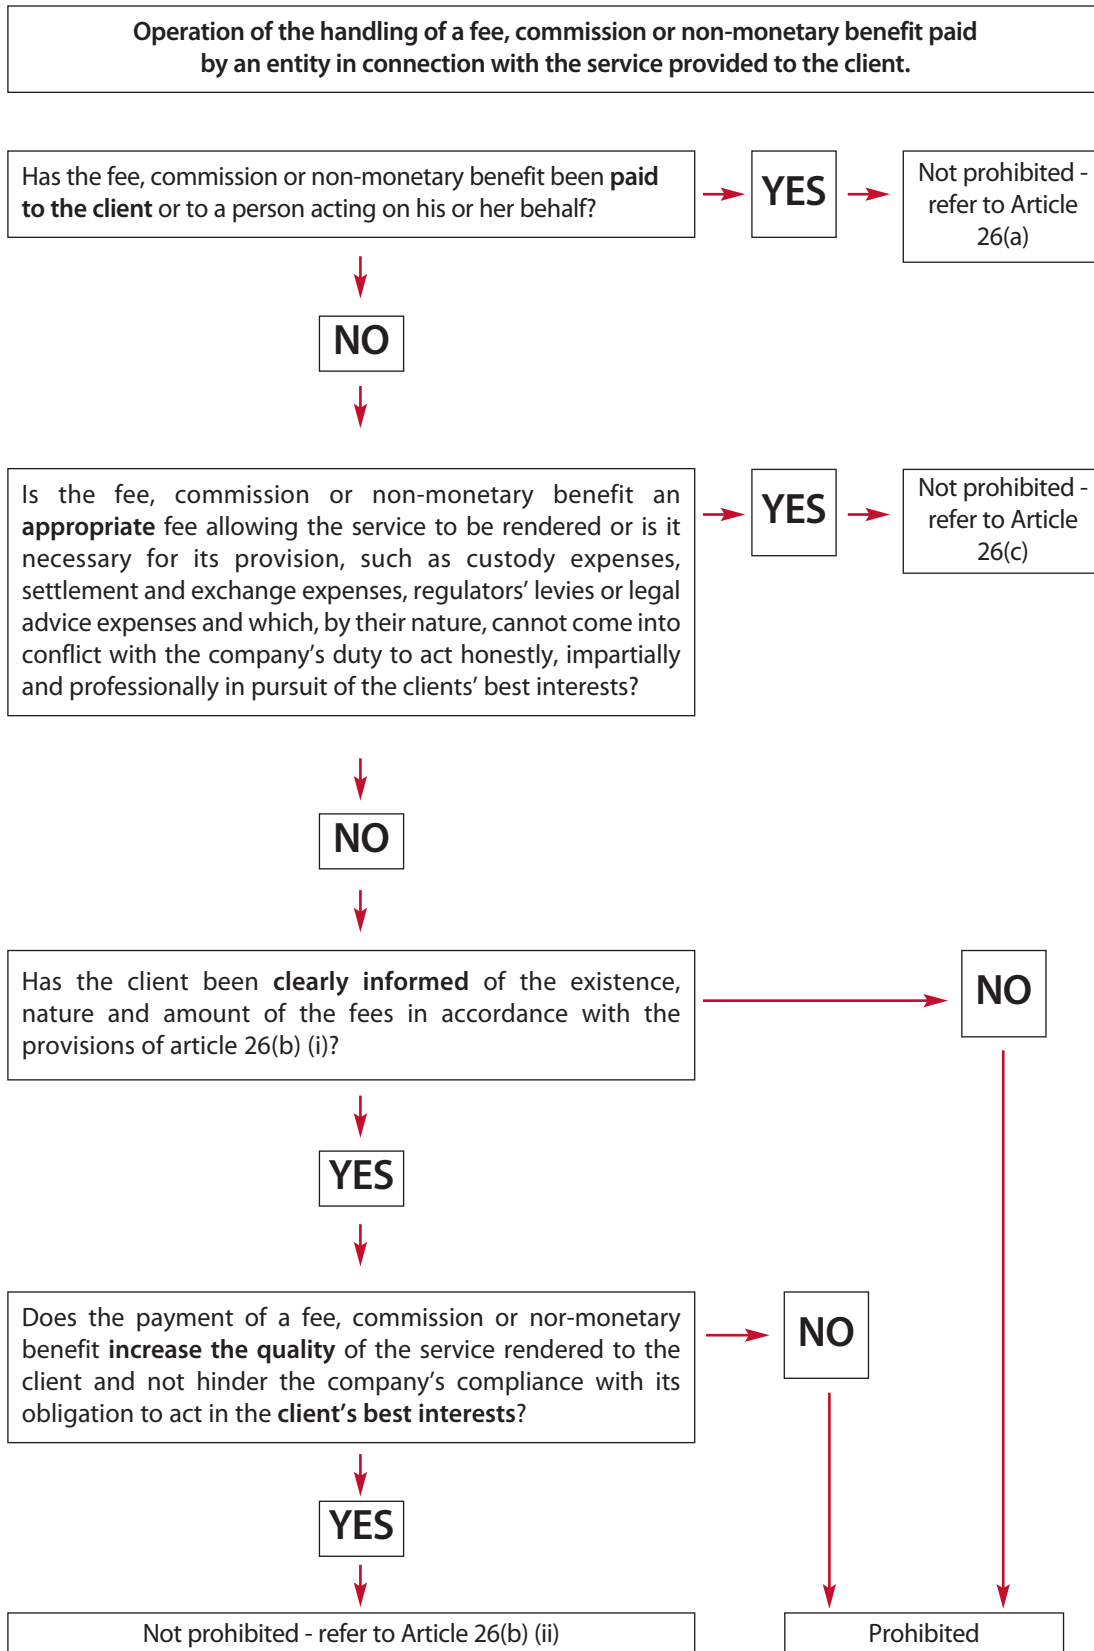 Operation of the handling of a fee, commission or non-monetary benefit paid
by an entity in connection with the service provided to the client.
Has the fee, commission or non-monetary benefit been paid
to the client or to a person acting on his or her behalf?
YES
Not prohibited -
refer to Article
26(a)
NO
Is the fee, commission or non-monetary benefit an
appropriate fee allowing the service to be rendered or is it
necessary for its provision, such as custody expenses,
settlement and exchange expenses, regulators’ levies or legal
advice expenses and which, by their nature, cannot come into
conflict with the company’s duty to act honestly, impartially
and professionally in pursuit of the clients’ best interests?
YES
Not prohibited -
refer to Article
26(c)
NO
Has the client been clearly informed of the existence,
nature and amount of the fees in accordance with the
provisions of article 26(b) (i)?
NO
YES
Does the payment of a fee, commission or nor-monetary
benefit increase the quality of the service rendered to the
client and not hinder the company’s compliance with its
obligation to act in the client’s best interests?
NO
YES
Not prohibited - refer to Article 26(b) (ii)
Prohibited